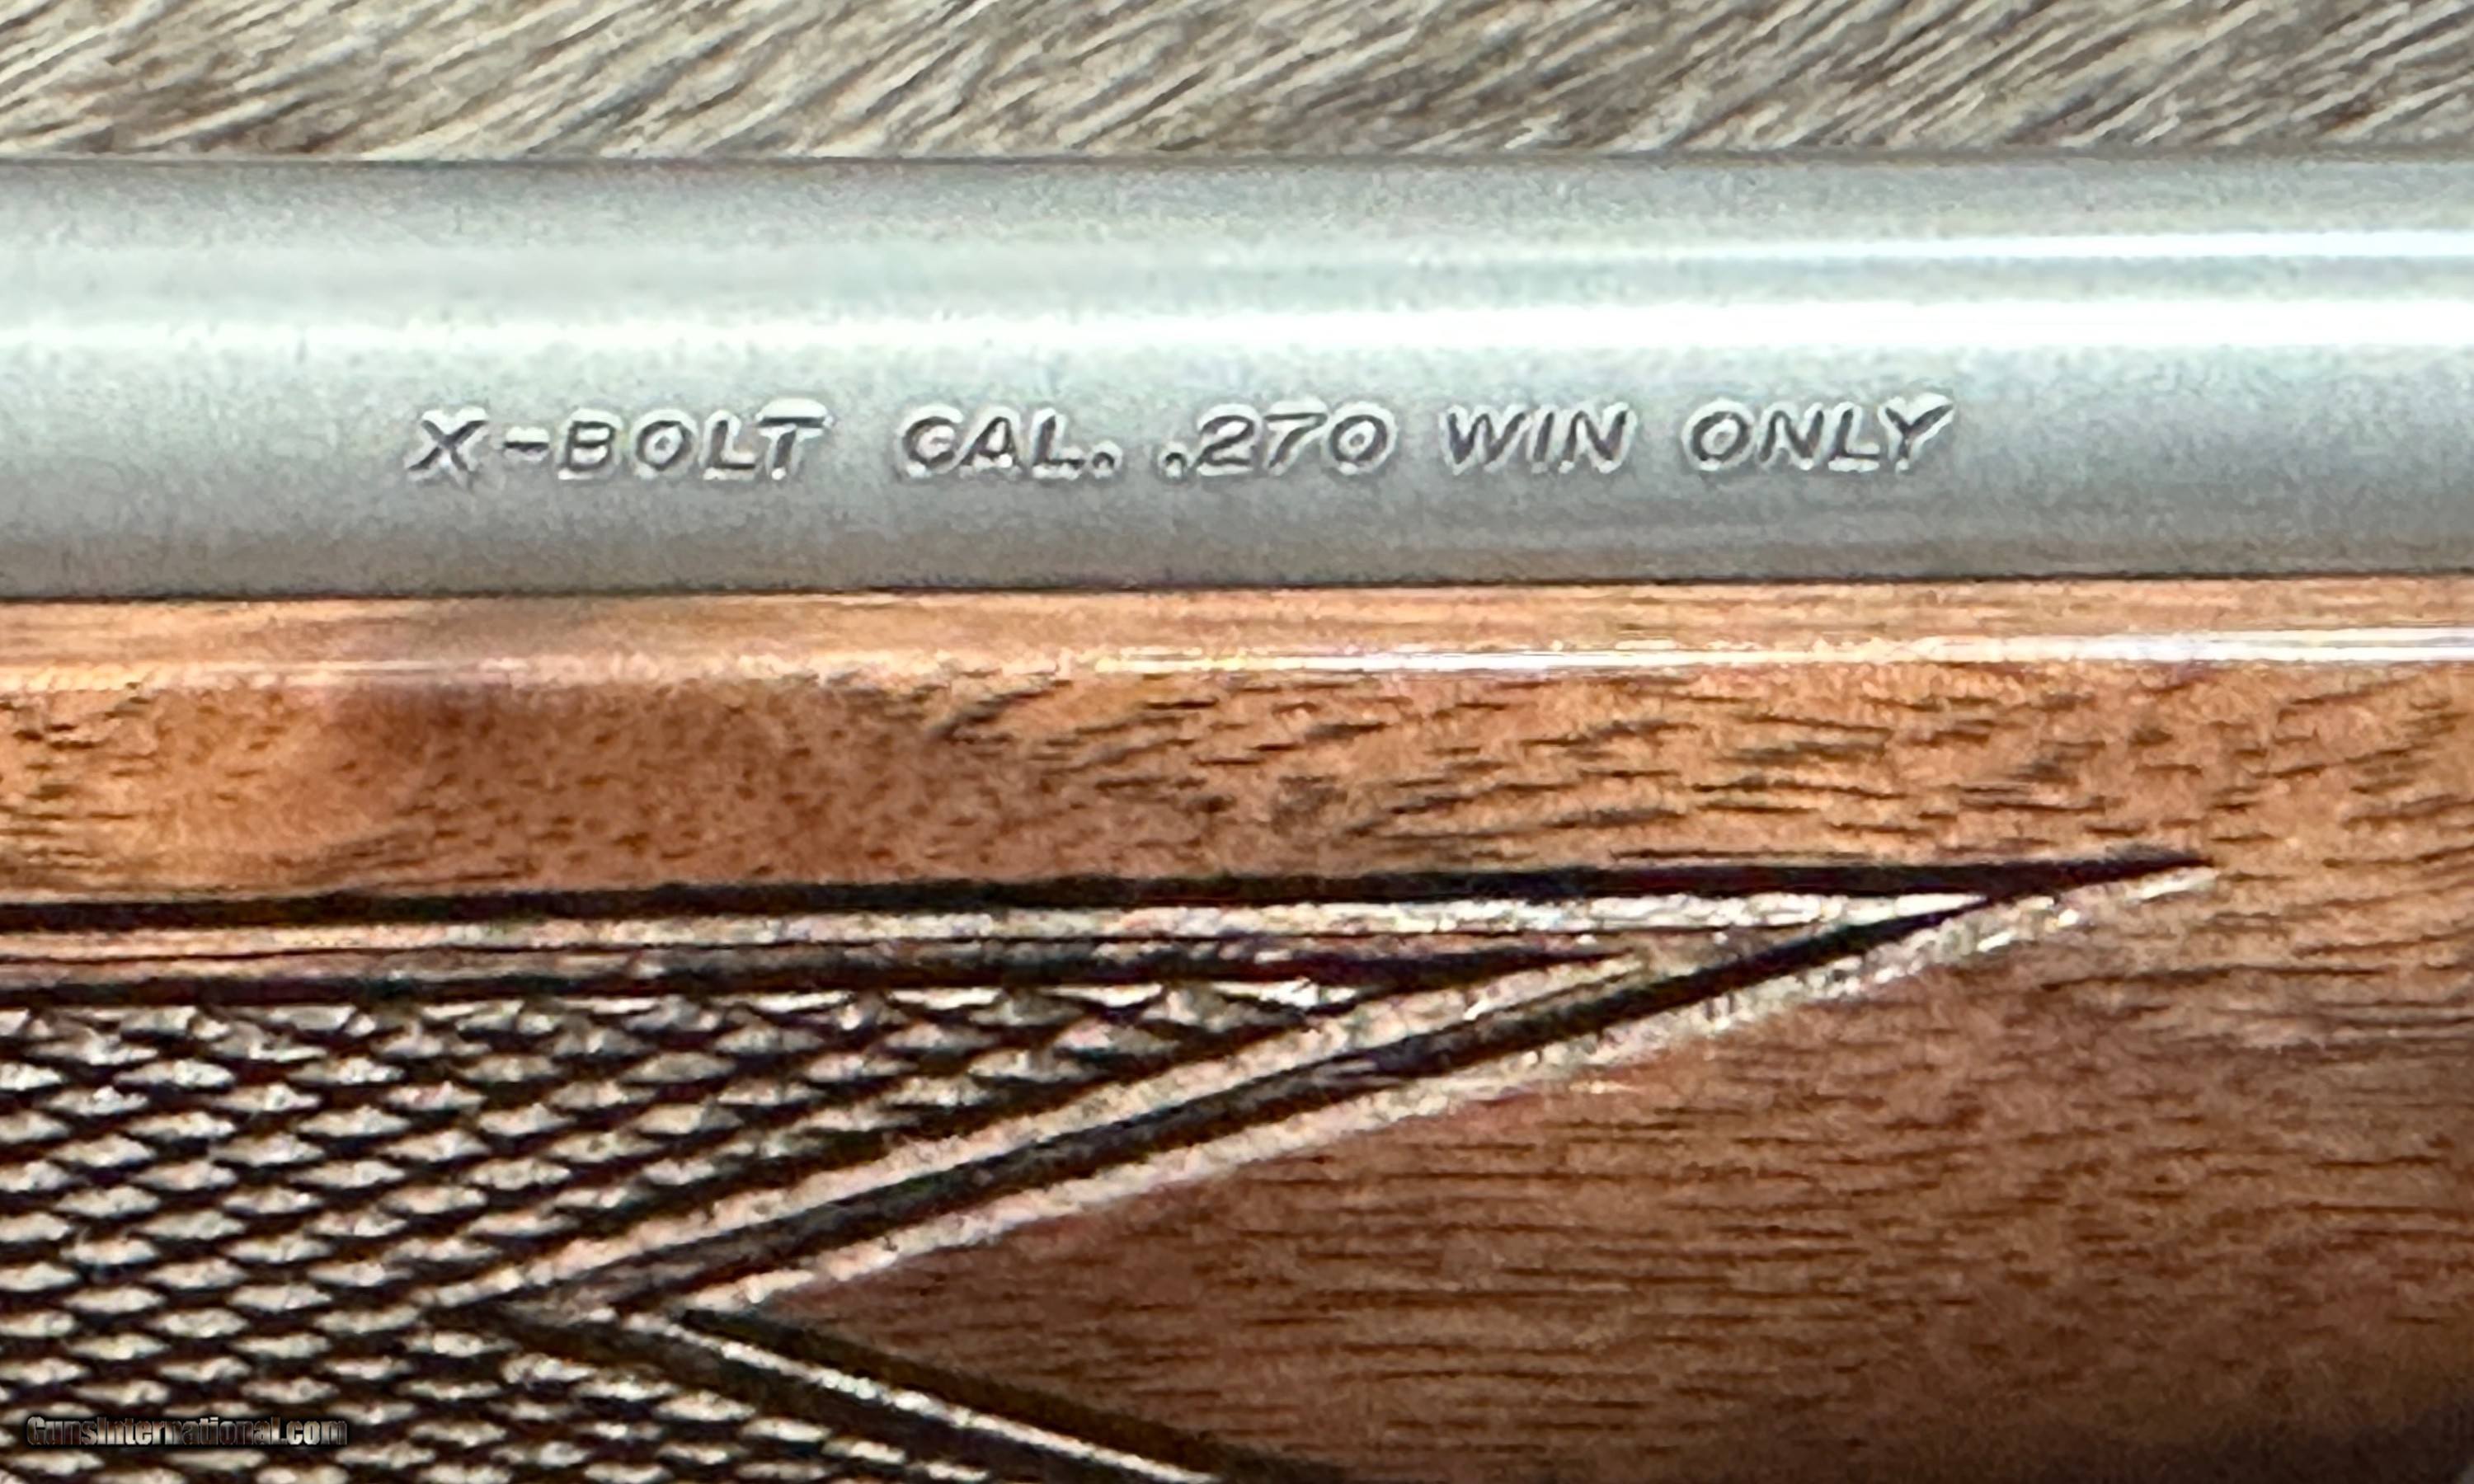 X-BOLT CAL. .270 WIN ONLY
GunsInternational.com